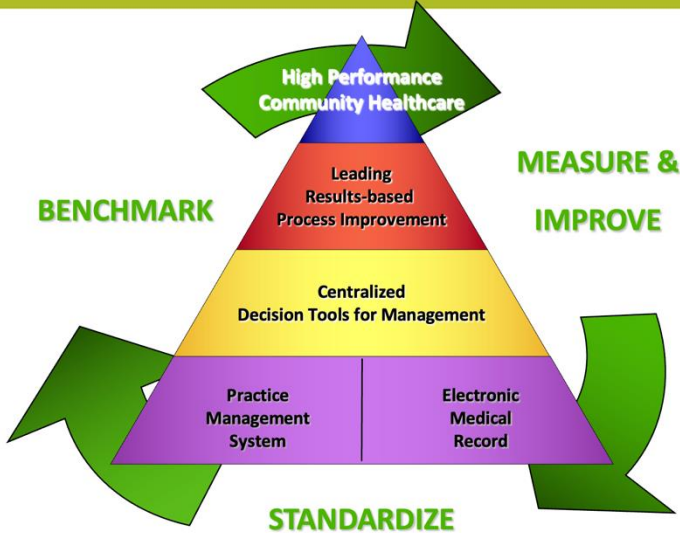 High Performance
Community Healthcare
MEASURE &
IMPROVE
BENCHMARK
Leading
Results-based
Process Improvement
Centralized
Decision Tools for Management
Practice
Management
System
Electronic
Medical
Record
STANDARDIZE